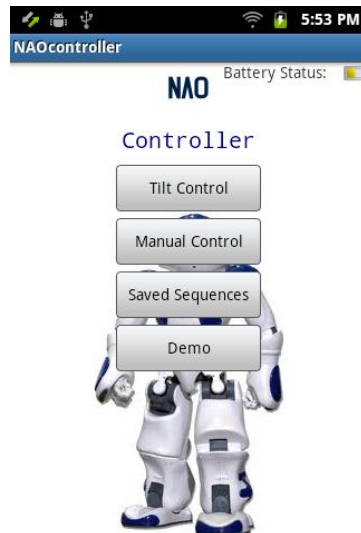 5:53 PM
NAOcontroller
Battery Status:
NAO
Controller
Tilt Control
Manual Control
Saved Sequences
Demo